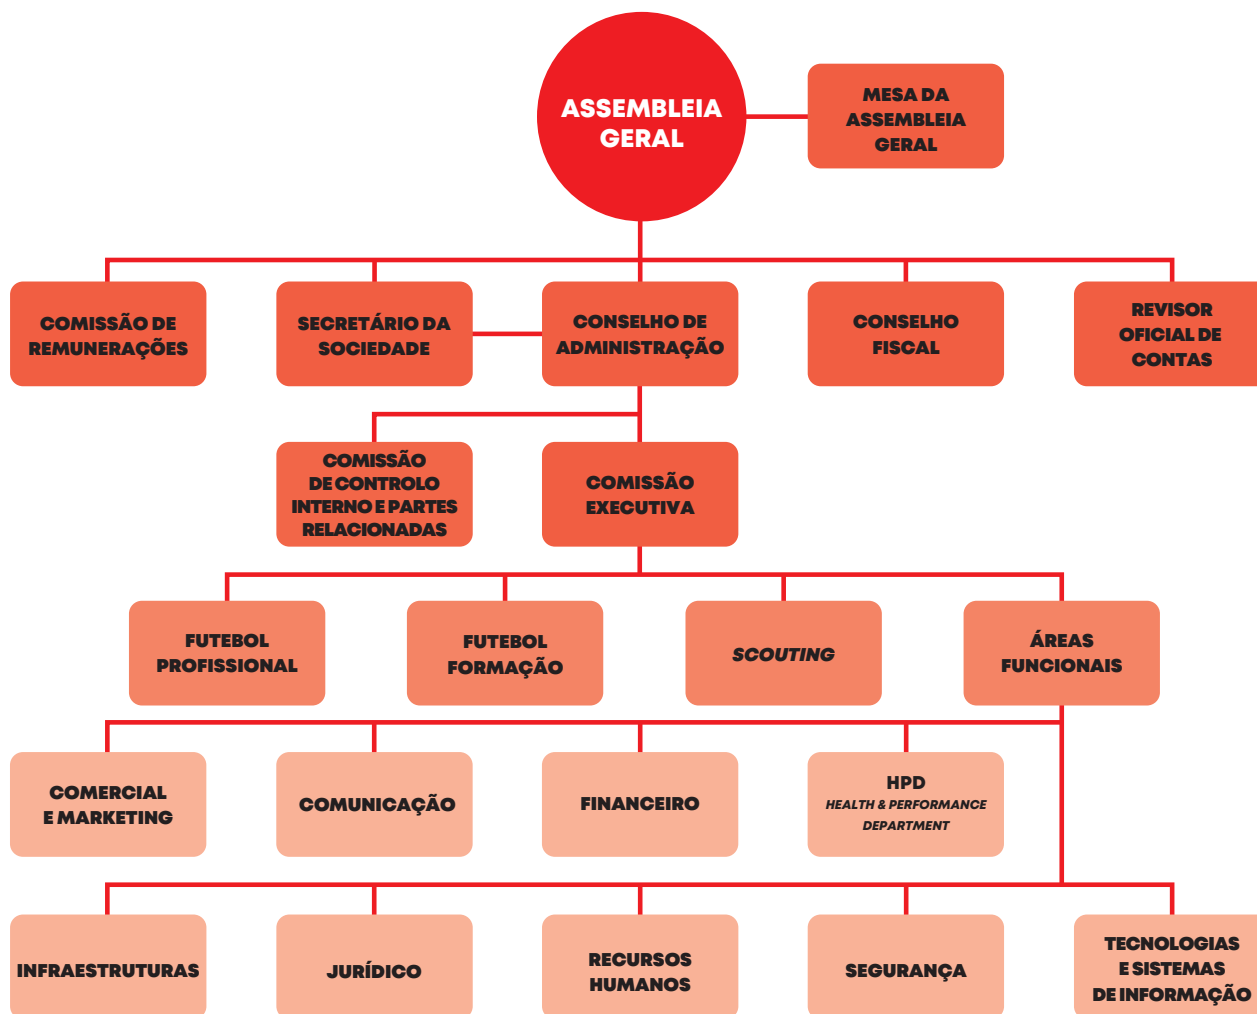 ASSEMBLEIA
GERAL
MESA DA
ASSEMBLEIA
GERAL
COMISSÃO DE
REMUNERAÇÕES
SECRETÁRIO DA
SOCIEDADE
CONSELHO DE
ADMINISTRAÇÃO
CONSELHO
FISCAL
REVISOR
OFICIAL DE
CONTAS
COMISSÃO
DE CONTROLO
INTERNO E PARTES
RELACIONADAS
COMISSÃO
EXECUTIVA
FUTEBOL
PROFISSIONAL
FUTEBOL
FORMAÇÃO
SCOUTING
ÁREAS
FUNCIONAIS
COMERCIAL
E MARKETING
COMUNICAÇÃO
FINANCEIRO
HPD
HEALTH & PERFORMANCE
DEPARTMENT
INFRAESTRUTURAS
JURÍDICO
RECURSOS
HUMANOS
SEGURANÇA
TECNOLOGIAS
E SISTEMAS
DE INFORMAÇÃO